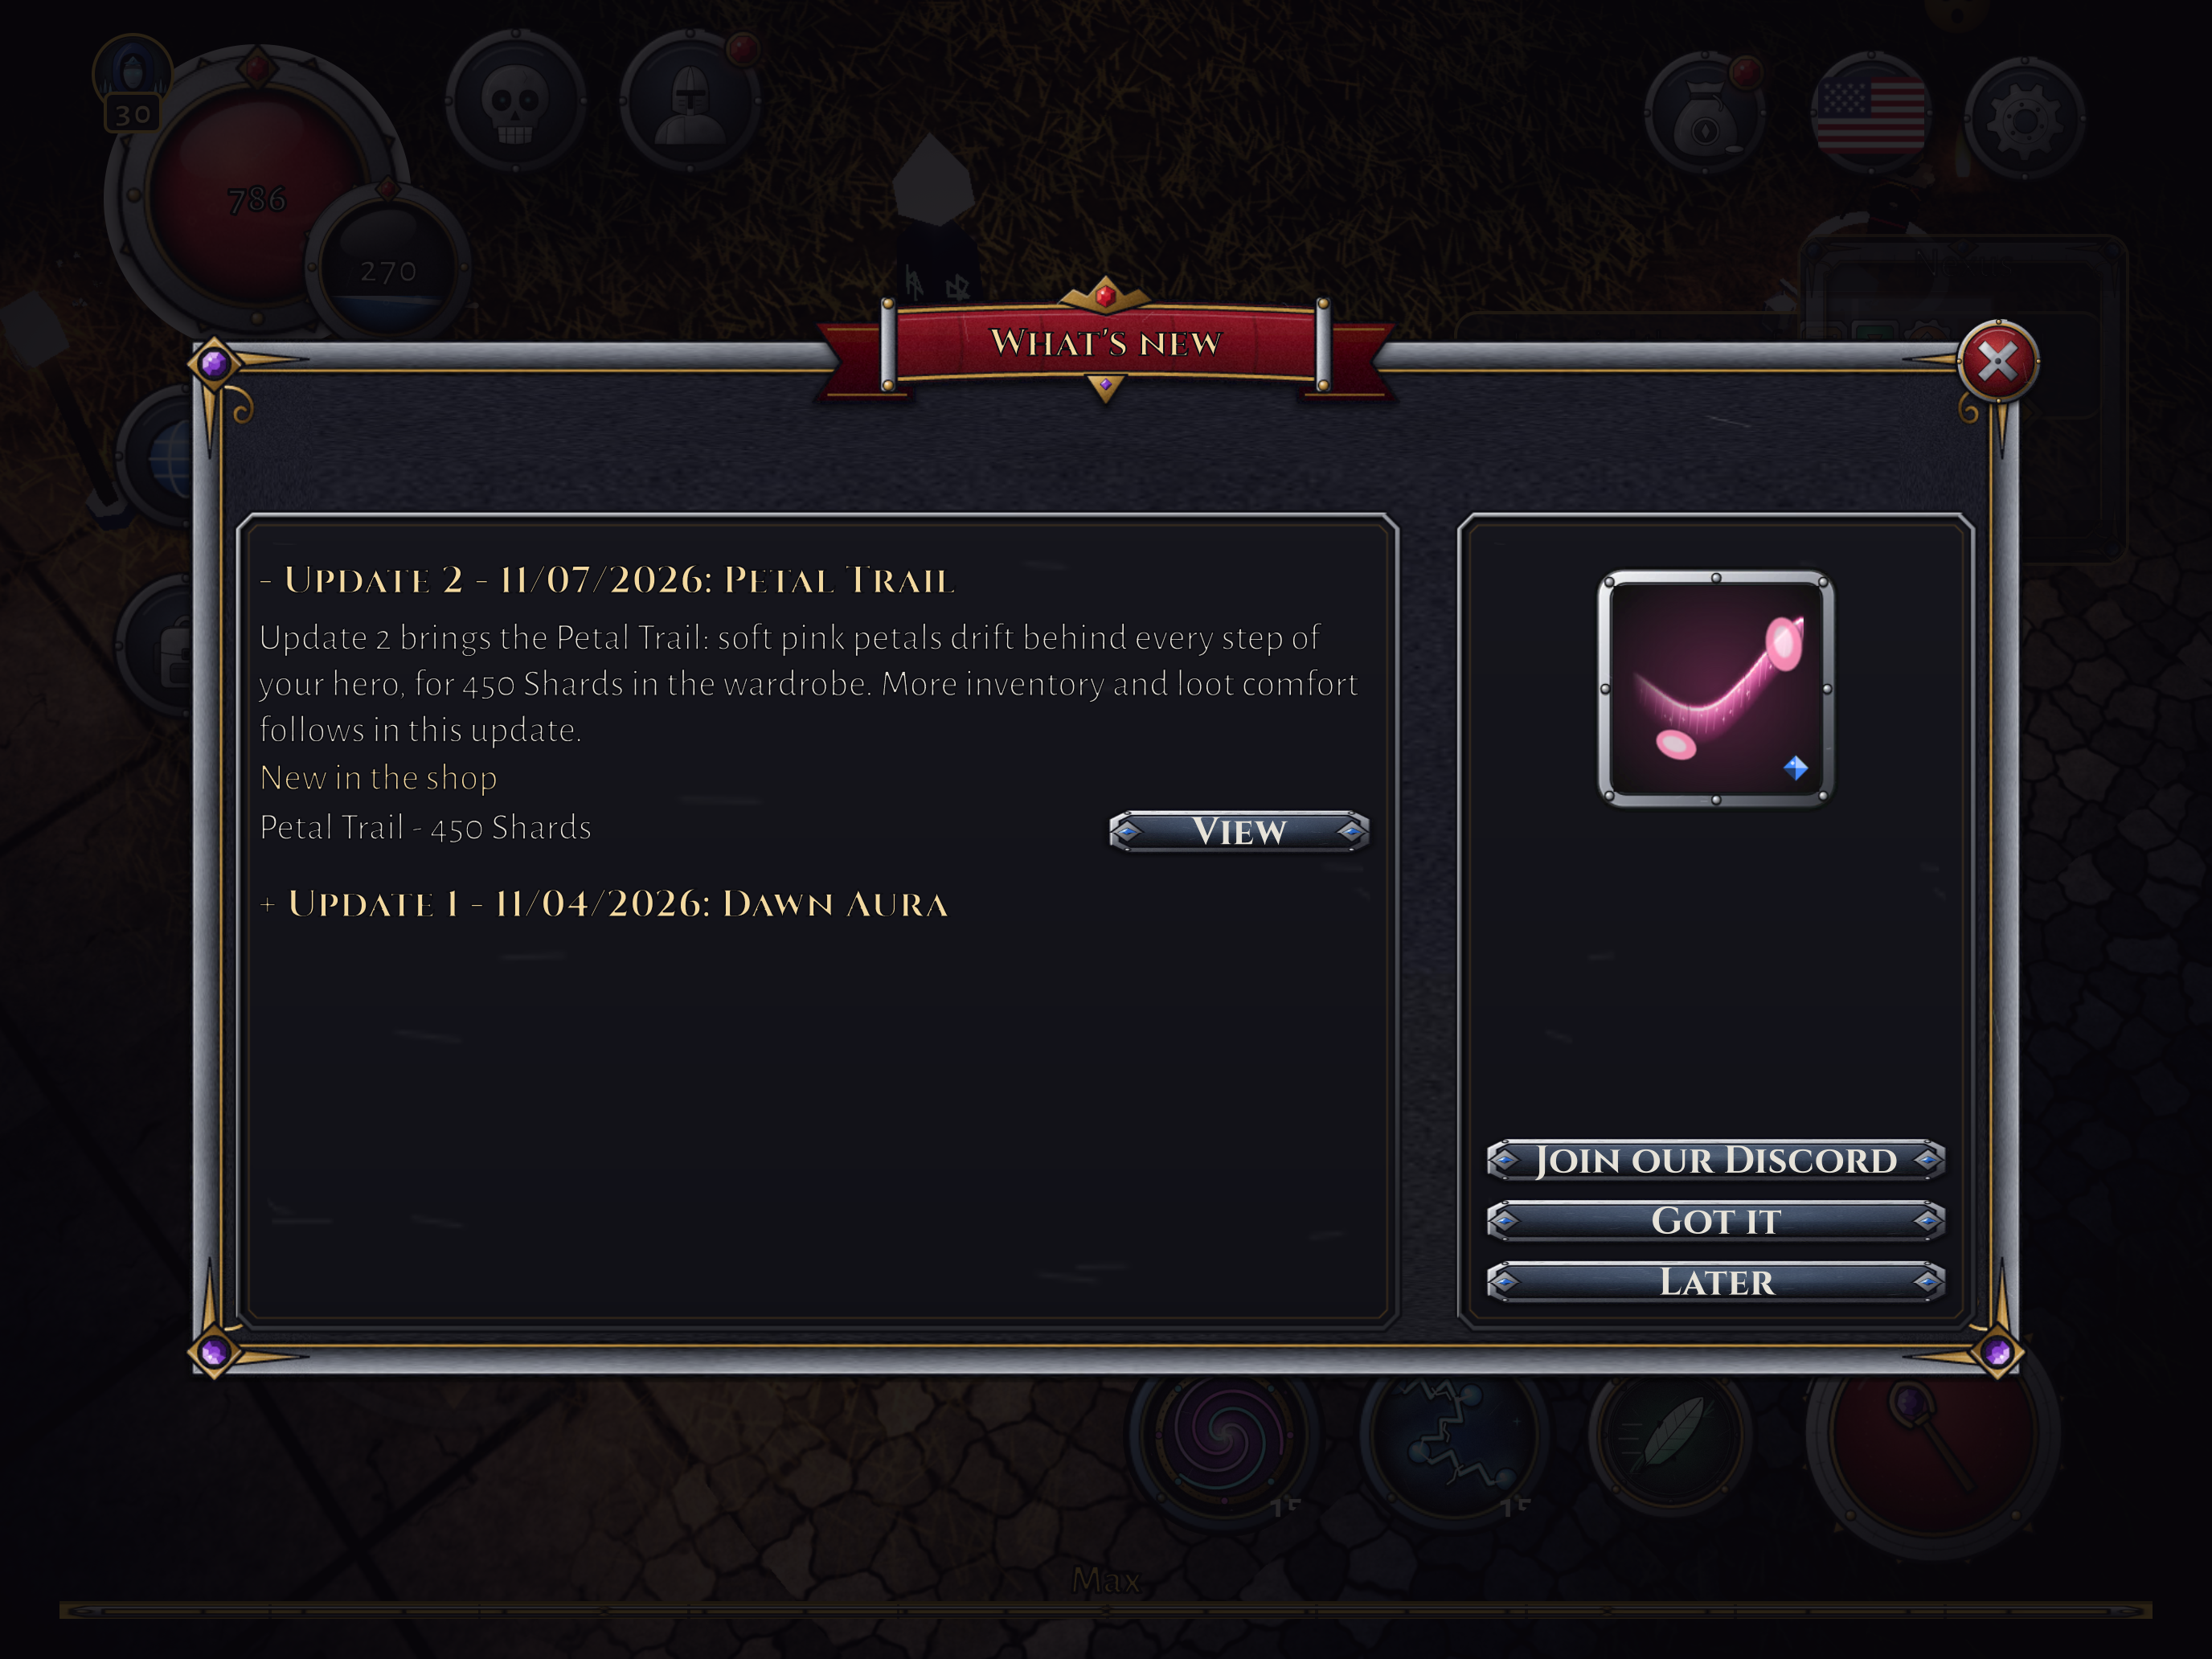 30
786
270
What's new
- Update 2 - 11/07/2026: Petal Trail
Update 2 brings the Petal Trail: soft pink petals drift behind every step of
your hero, for 450 Shards in the wardrobe. More inventory and loot comfort
follows in this update.
New in the shop
Petal Trail - 450 Shards
View
+ Update 1 - 11/04/2026: Dawn Aura
Join our Discord
Got it
Later
Max